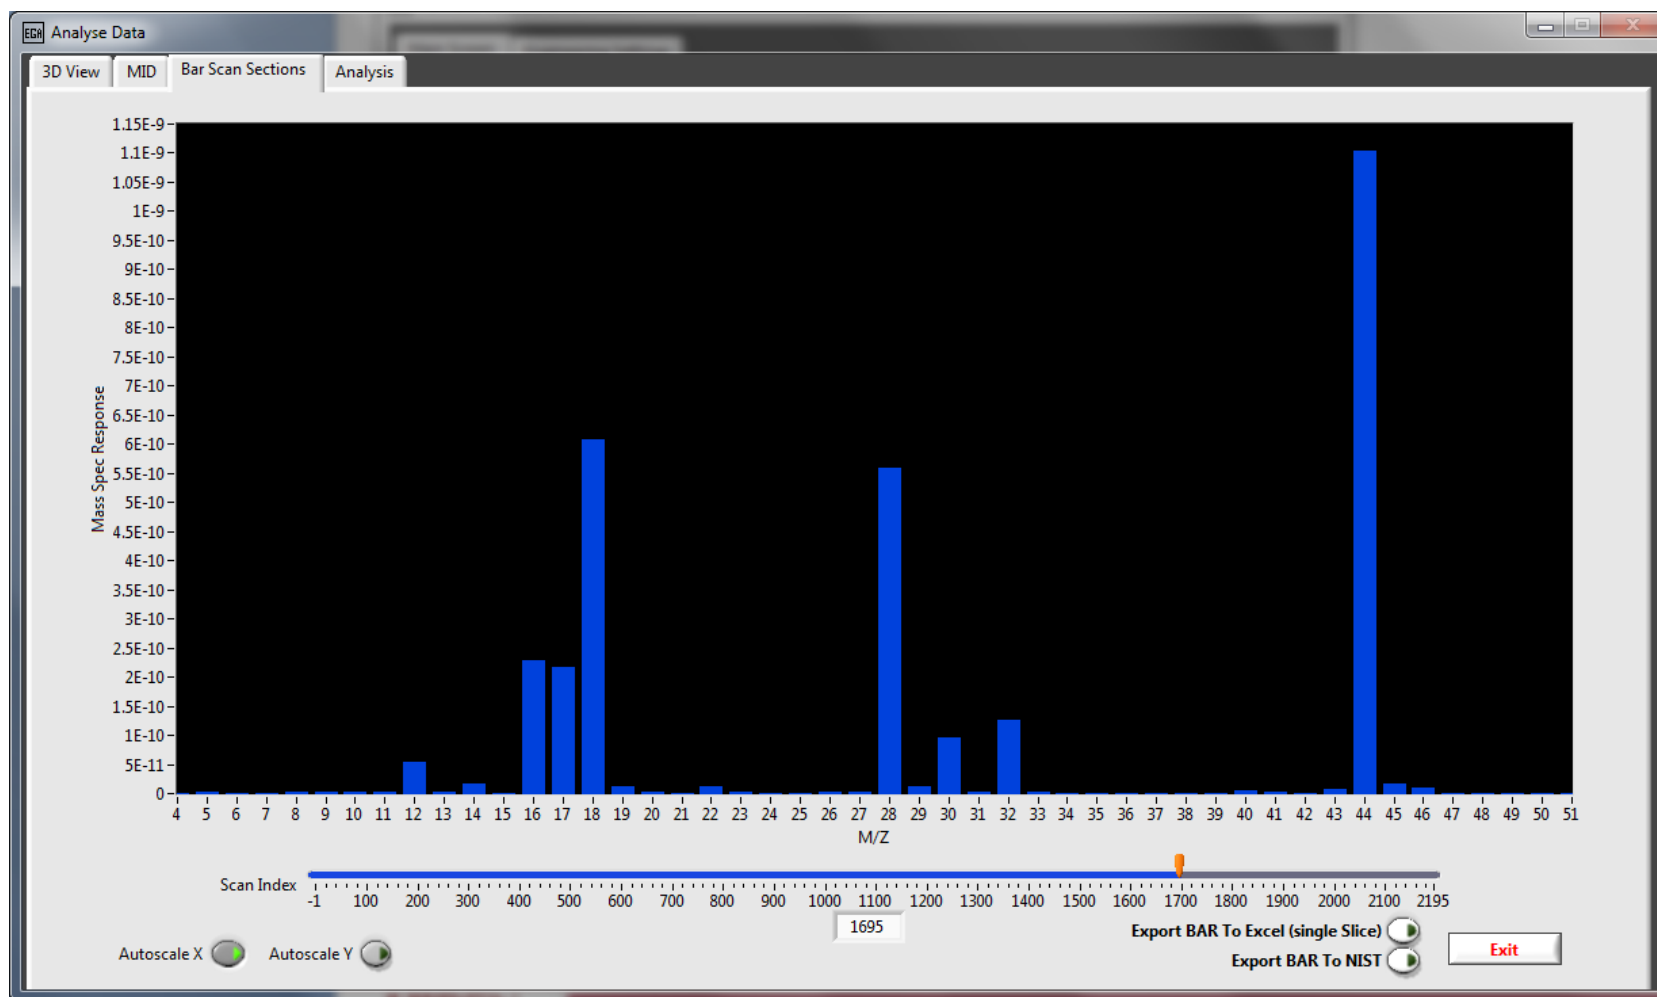 EGA Analyse Data
3D View MID Bar Scan Sections Analysis
1.15E-9
1.1E-9
1.05E-9
1E-9
9.5E-10
9E-10
8.5E-10
8E-10
7.5E-10
7E-10
6.5E-10
6E-10
5.5E-10
5E-10
4.5E-10
4E-10
3.5E-10
3E-10
2.5E-10
2E-10
1.5E-10
1E-10
5E-11
0
Mass Spec Response
4 5 6 7 8 9 10 11 12 13 14 15 16 17 18 19 20 21 22 23 24 25 26 27 28 29 30 31 32 33 34 35 36 37 38 39 40 41 42 43 44 45 46 47 48 49 50 51
M/Z
Scan Index
-1 100 200 300 400 500 600 700 800 900 1000 1100 1200 1300 1400 1500 1600 1700 1800 1900 2000 2100 2195
1695
Autoscale X Autoscale Y
Export BAR To Excel (single Slice)
Export BAR To NIST
Exit